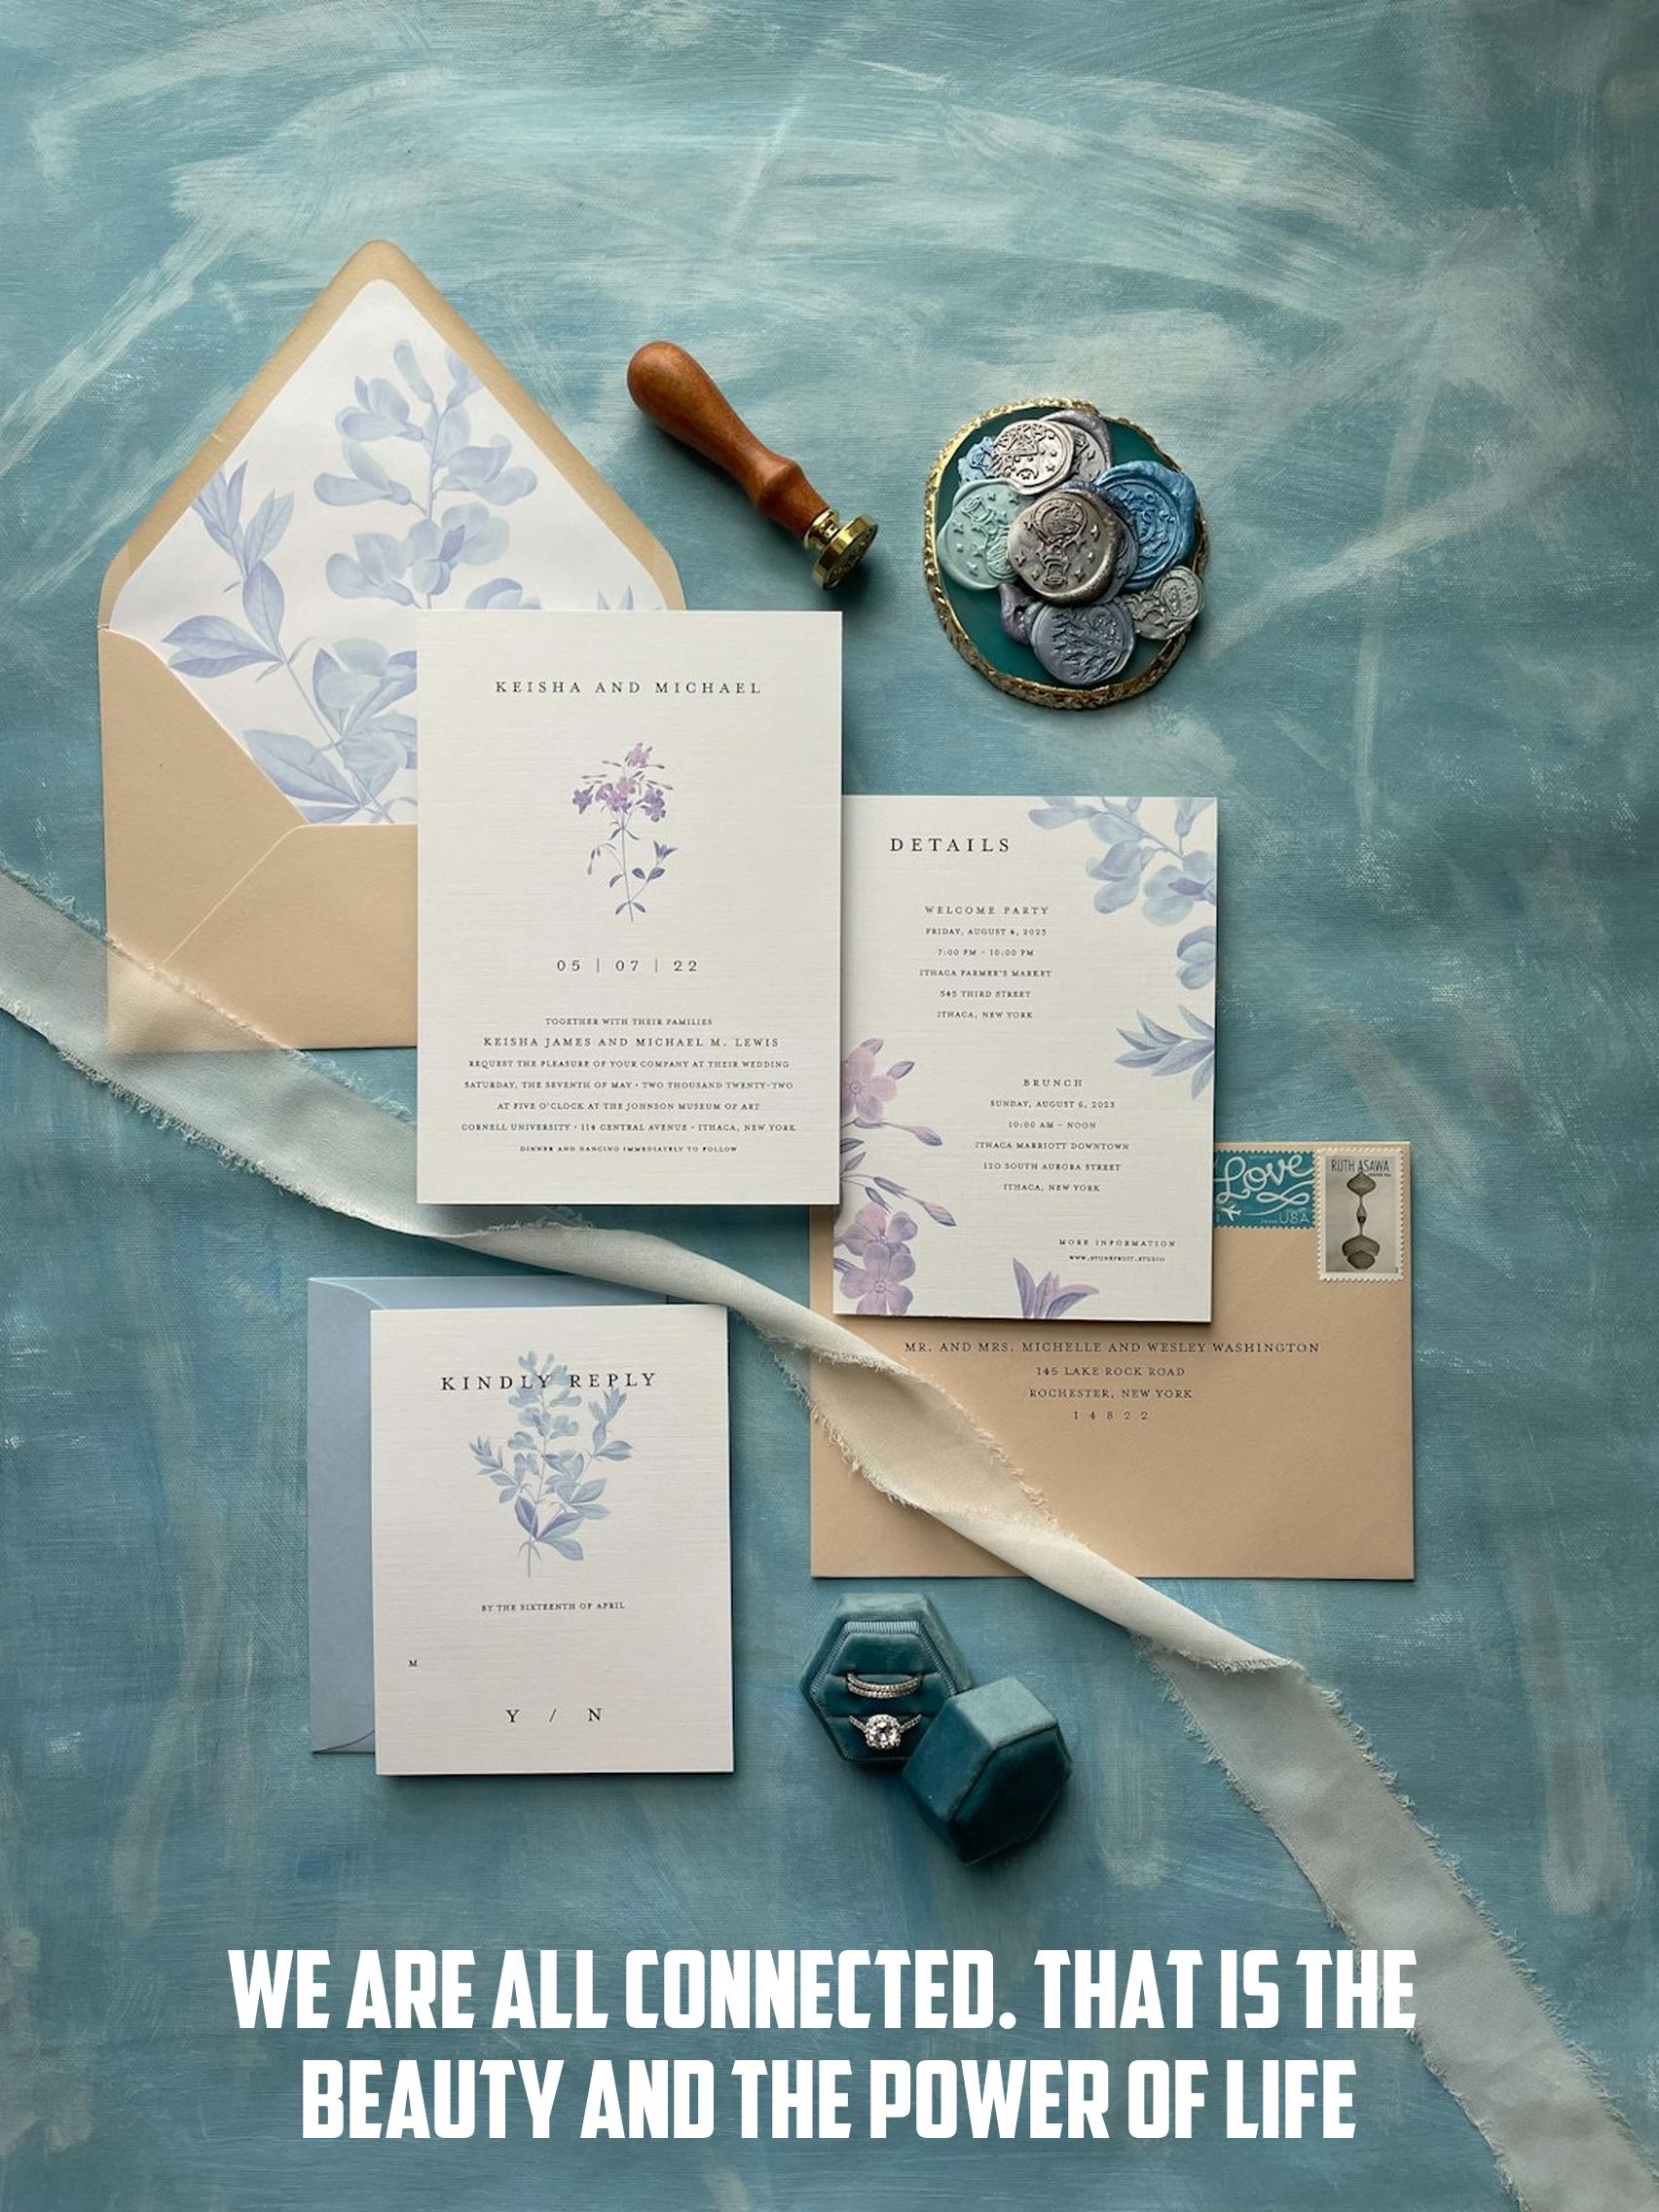 KEISHA AND MICHAEL
05 | 07 | 22
TOGETHER WITH THEIR FAMILIES
KEISHA JAMES AND MICHAEL M. LEWIS
REQUEST THE PLEASURE OF YOUR COMPANY AT THEIR WEDDING
SATURDAY, THE SEVENTH OF MAY • TWO THOUSAND TWENTY-TWO
AT FIVE O'CLOCK AT THE JOHNSON MUSEUM OF ART
CORNELL UNIVERSITY • 114 CENTRAL AVENUE • ITHACA, NEW YORK
DINNER AND DANCING IMMEDIATELY TO FOLLOW
DETAILS
WELCOME PARTY
FRIDAY, AUGUST 4, 2023
7:00 PM - 10:00 PM
ITHACA FARMER'S MARKET
545 THIRD STREET
ITHACA, NEW YORK
BRUNCH
SUNDAY, AUGUST 6, 2023
10:00 AM - NOON
ITHACA MARRIOTT DOWNTOWN
120 SOUTH AURORA STREET
ITHACA, NEW YORK
MORE INFORMATION
WWW.STONEFRUIT.STUDIO
Love
USA
RUTH ASAWA
MR. AND MRS. MICHELLE AND WESLEY WASHINGTON
145 LAKE ROCK ROAD
ROCHESTER, NEW YORK
14822
KINDLY REPLY
BY THE SIXTEENTH OF APRIL
M
Y / N
WE ARE ALL CONNECTED. THAT IS THE
BEAUTY AND THE POWER OF LIFE